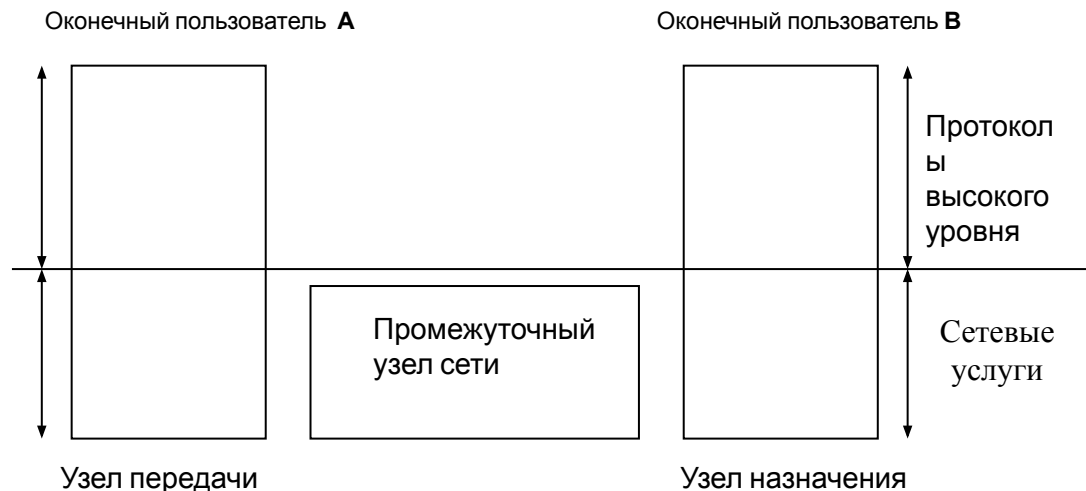 Оконечный пользователь A
Оконечный пользователь B
Протокол
ы
высокого
уровня
Промежуточный
узел сети
Сетевые
услуги
Узел передачи
Узел назначения